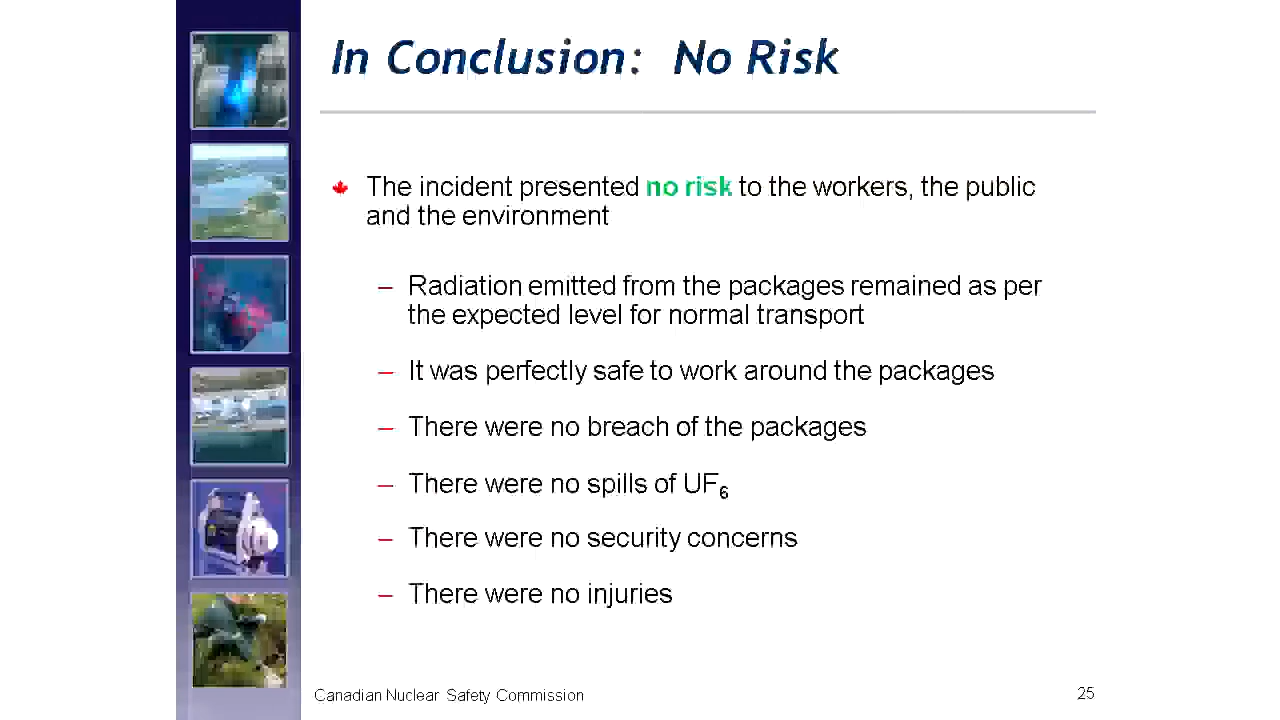 In Conclusion: No Risk
The incident presented no risk to the workers, the public
and the environment
– Radiation emitted from the packages remained as per
the expected level for normal transport
– It was perfectly safe to work around the packages
– There were no breach of the packages
– There were no spills of UF₆
– There were no security concerns
– There were no injuries
Canadian Nuclear Safety Commission
25